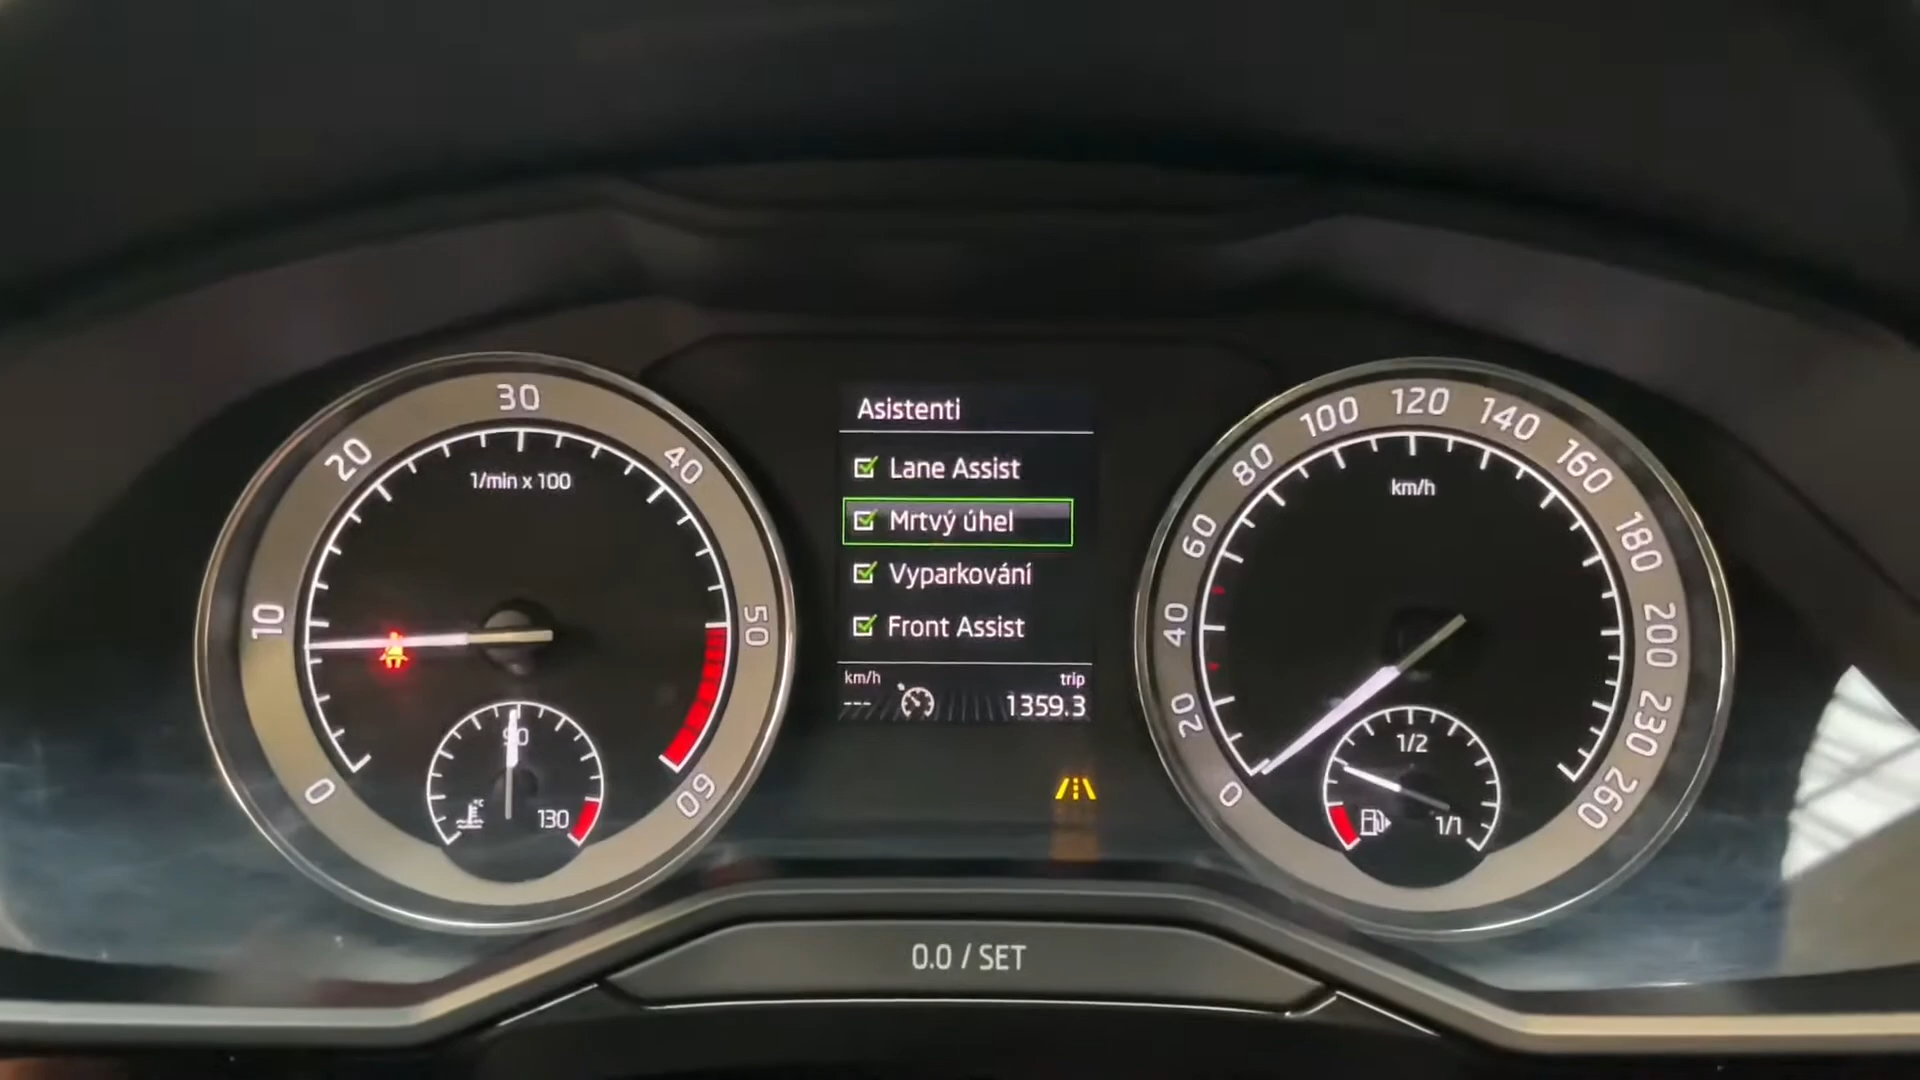 0
10
20
30
40
50
60
1/min x 100
90
130
°C
Asistenti
Lane Assist
Mrtvý úhel
Vyparkování
Front Assist
km/h trip
--- 1359.3
0
20
40
60
80
100
120
140
160
180
200
230
260
km/h
1/2
1/1
0.0 / SET